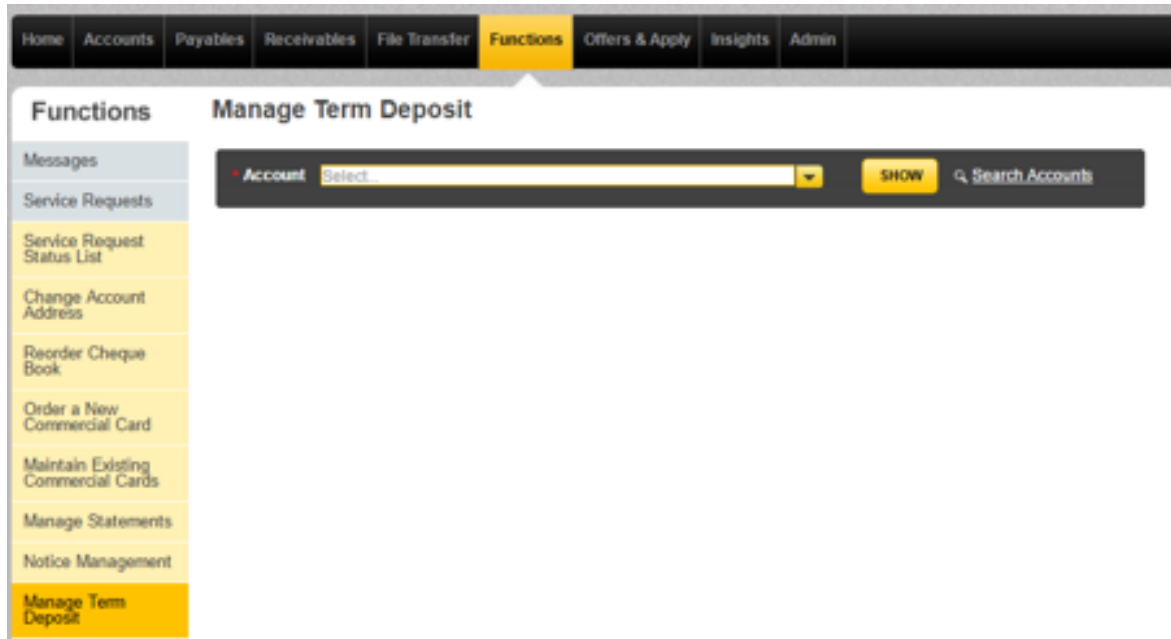 Home Accounts Payables Receivables File Transfer Functions Offers & Apply Insights Admin
Functions
Manage Term Deposit
Messages
* Account Select... SHOW Search Accounts
Service Requests
Service Request
Status List
Change Account
Address
Reorder Cheque
Book
Order a New
Commercial Card
Maintain Existing
Commercial Cards
Manage Statements
Notice Management
Manage Term
Deposit